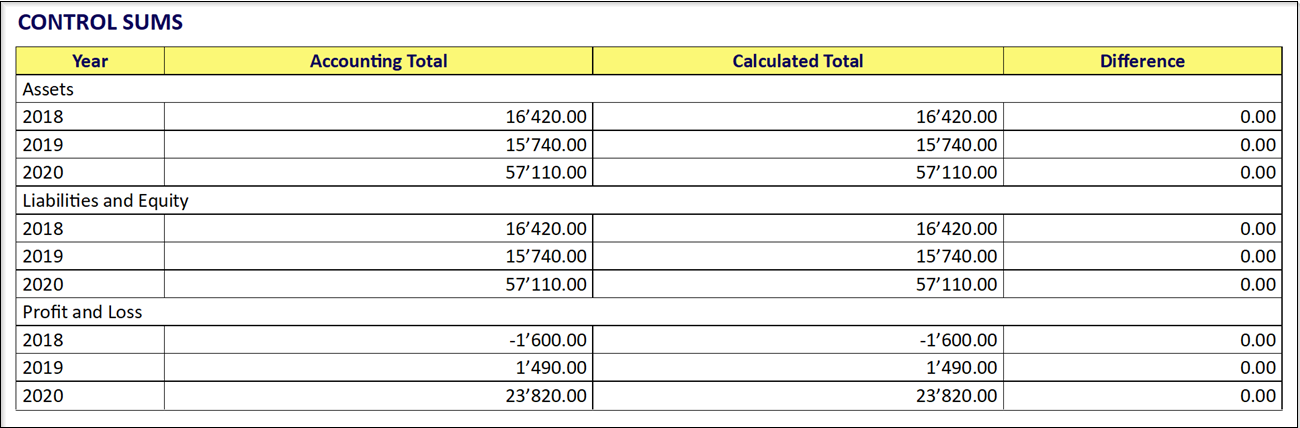 CONTROL SUMS
Year Accounting Total Calculated Total Difference
Assets
2018 16’420.00 16’420.00 0.00
2019 15’740.00 15’740.00 0.00
2020 57’110.00 57’110.00 0.00
Liabilities and Equity
2018 16’420.00 16’420.00 0.00
2019 15’740.00 15’740.00 0.00
2020 57’110.00 57’110.00 0.00
Profit and Loss
2018 -1’600.00 -1’600.00 0.00
2019 1’490.00 1’490.00 0.00
2020 23’820.00 23’820.00 0.00